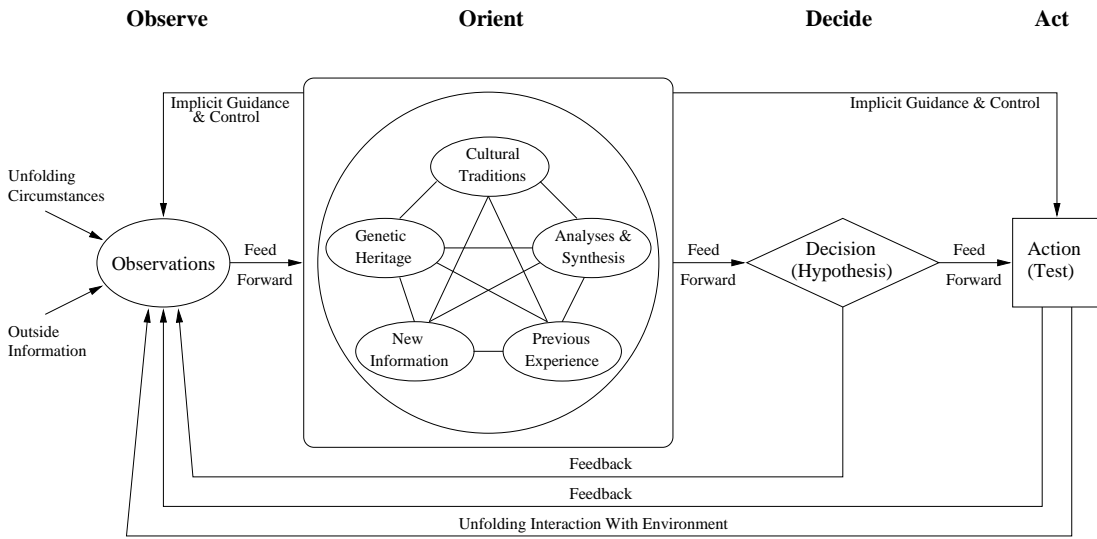 Observe
Orient
Decide
Act
Implicit Guidance
& Control
Implicit Guidance & Control
Cultural
Traditions
Unfolding
Circumstances
Genetic
Heritage
Analyses &
Synthesis
Observations
Feed
Forward
Feed
Forward
Decision
(Hypothesis)
Feed
Forward
Action
(Test)
Outside
Information
New
Information
Previous
Experience
Feedback
Feedback
Unfolding Interaction With Environment